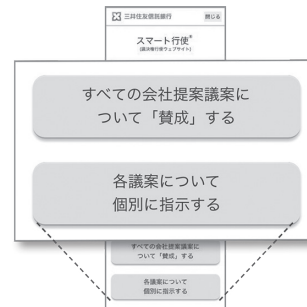 三井住友信託銀行
閉じる
スマート行使®
(議決権行使ウェブサイト)
すべての会社提案議案に
ついて「賛成」する
各議案について
個別に指示する
すべての会社提案議案に
ついて「賛成」する
各議案について
個別に指示する